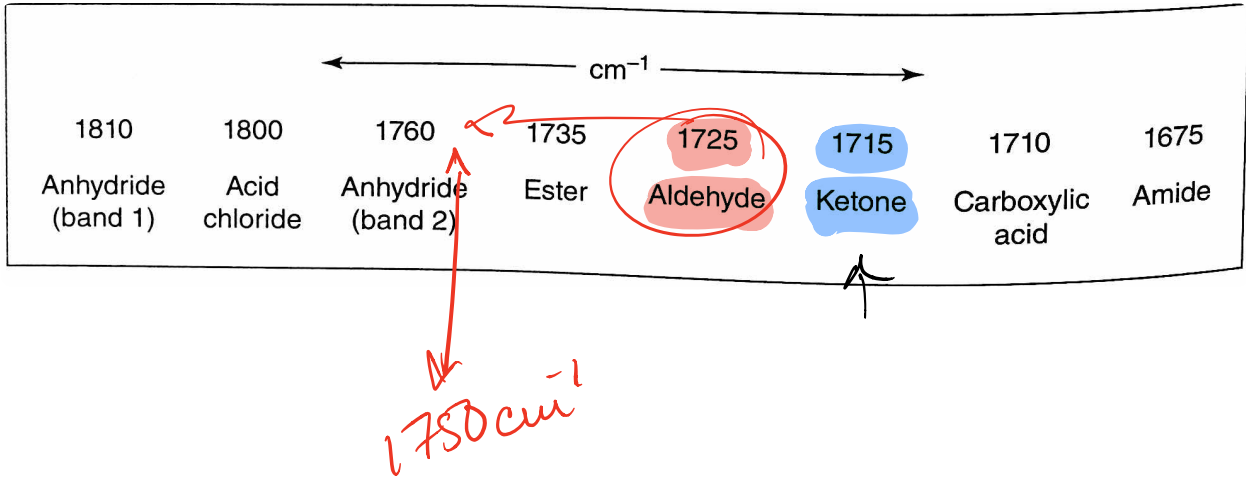 cm⁻¹
1810 1800 1760 1735 1725 1715 1710 1675
Anhydride Acid Anhydride Ester Aldehyde Ketone Carboxylic Amide
(band 1) chloride (band 2) acid
1750 cm⁻¹